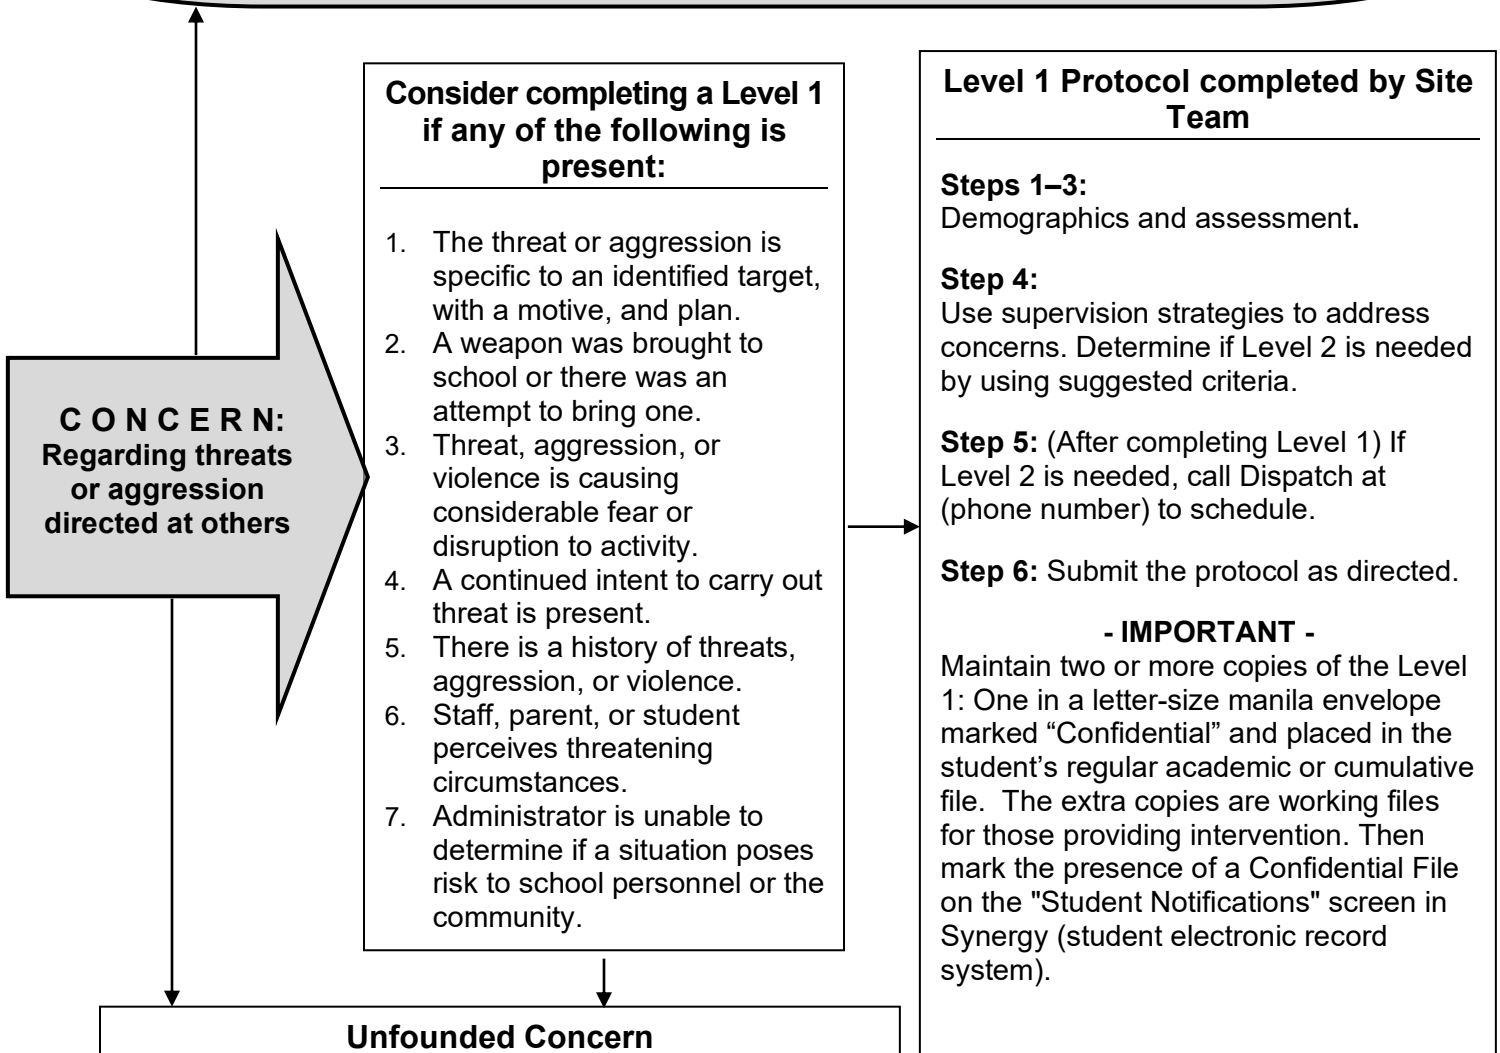 C O N C E R N:
Regarding threats
or aggression
directed at others
Consider completing a Level 1
if any of the following is
present:
1. The threat or aggression is
specific to an identified target,
with a motive, and plan.
2. A weapon was brought to
school or there was an
attempt to bring one.
3. Threat, aggression, or
violence is causing
considerable fear or
disruption to activity.
4. A continued intent to carry out
threat is present.
5. There is a history of threats,
aggression, or violence.
6. Staff, parent, or student
perceives threatening
circumstances.
7. Administrator is unable to
determine if a situation poses
risk to school personnel or the
community.
Level 1 Protocol completed by Site
Team
Steps 1–3:
Demographics and assessment.
Step 4:
Use supervision strategies to address
concerns. Determine if Level 2 is needed
by using suggested criteria.
Step 5: (After completing Level 1) If
Level 2 is needed, call Dispatch at
(phone number) to schedule.
Step 6: Submit the protocol as directed.
- IMPORTANT -
Maintain two or more copies of the Level
1: One in a letter-size manila envelope
marked “Confidential” and placed in the
student’s regular academic or cumulative
file.  The extra copies are working files
for those providing intervention. Then
mark the presence of a Confidential File
on the "Student Notifications" screen in
Synergy (student electronic record
system).
Unfounded Concern